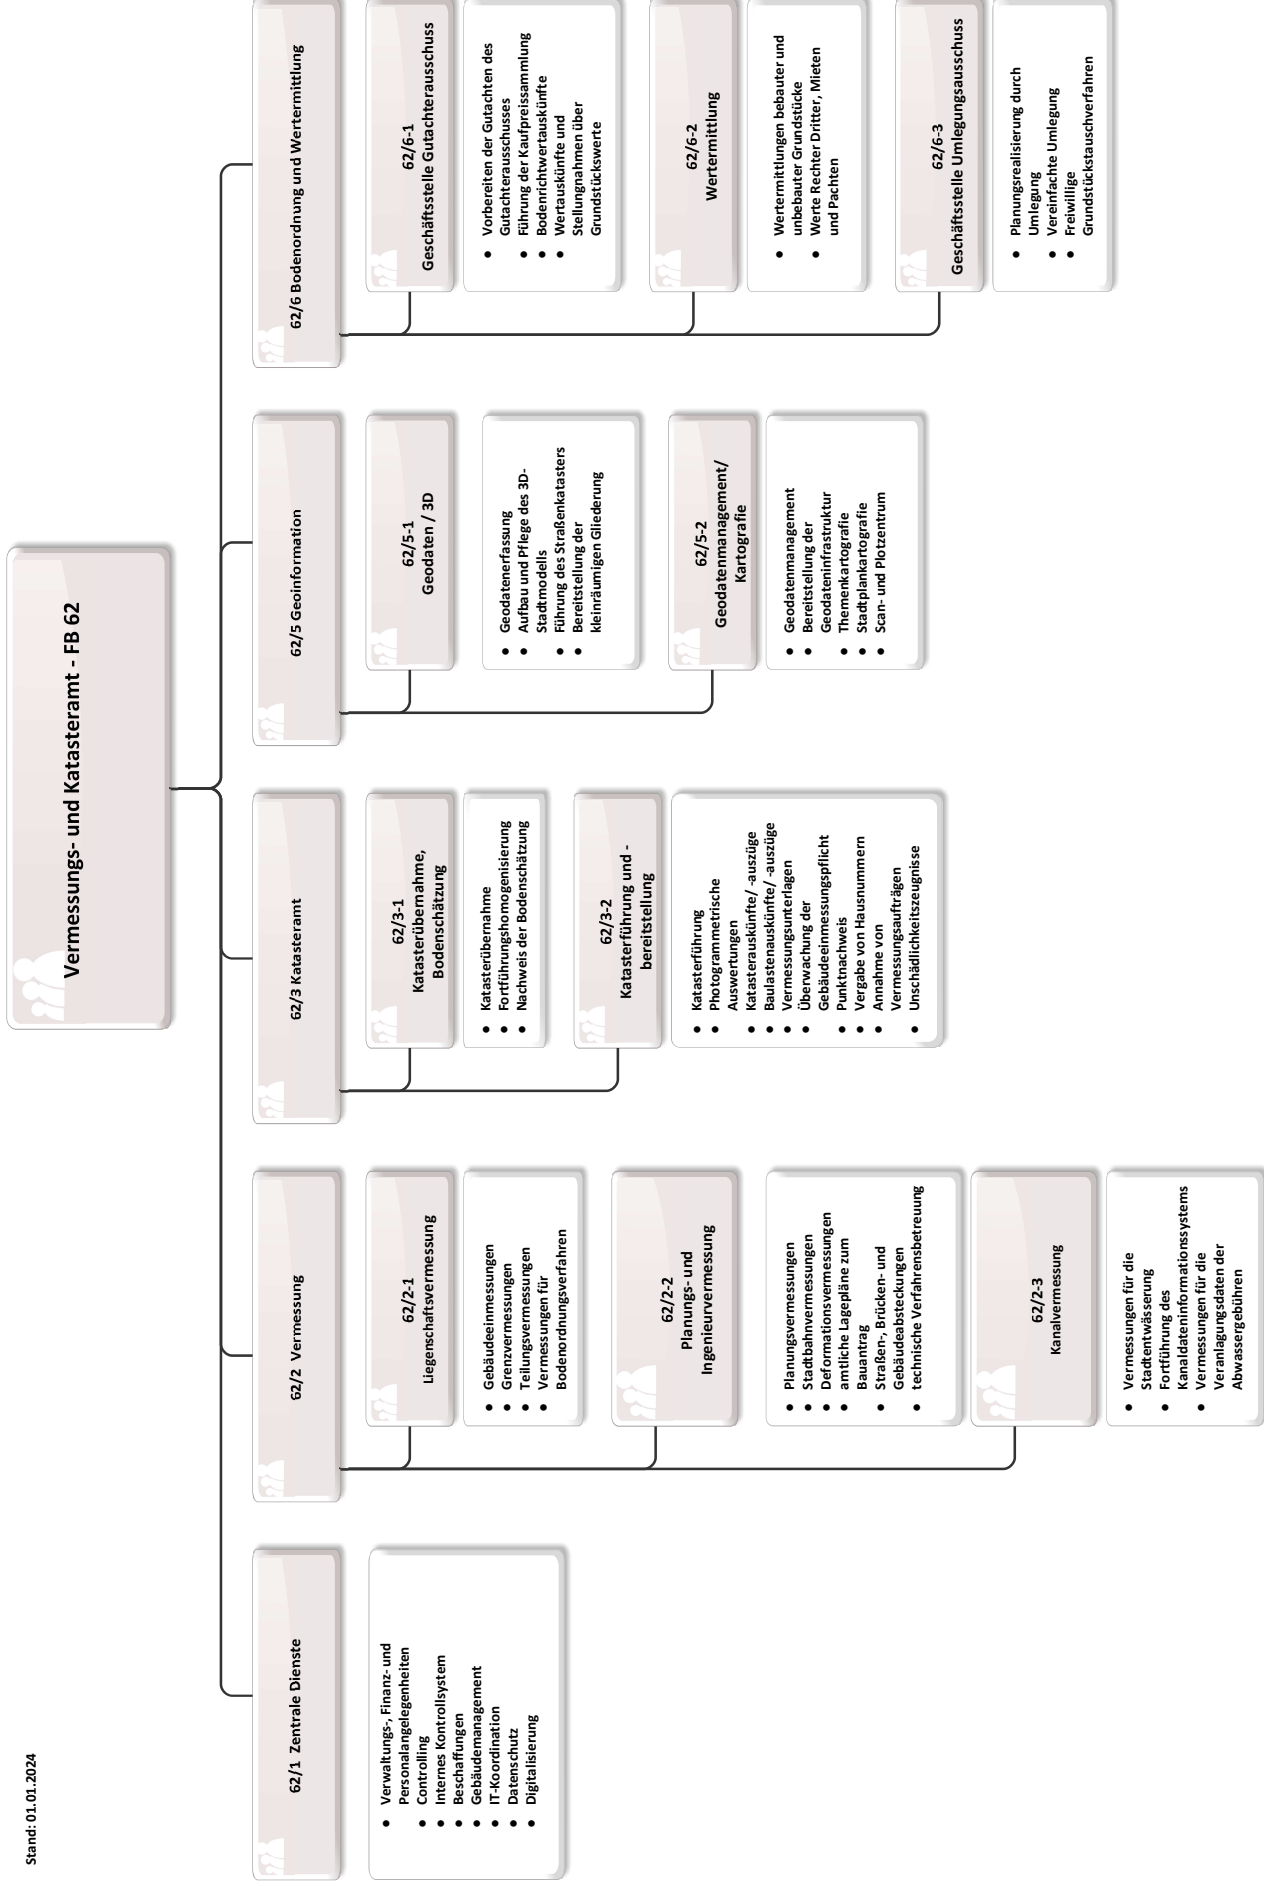 Stand: 01.01.2024
Vermessungs- und Katasteramt - FB 62
62/1 Zentrale Dienste
• Verwaltungs-, Finanz- und
Personalangelegenheiten
• Controlling
• Internes Kontrollsystem
• Beschaffungen
• Gebäudemanagement
• IT-Koordination
• Datenschutz
• Digitalisierung
62/2 Vermessung
62/2-1
Liegenschaftsvermessung
• Gebäudeeinmessungen
• Grenzvermessungen
• Teilungsvermessungen
• Vermessungen für
Bodenordnungsverfahren
62/2-2
Planungs- und
Ingenieurvermessung
• Planungsvermessungen
• Stadtbahnvermessungen
• Deformationsvermessungen
• amtliche Lagepläne zum
Bauantrag
• Straßen-, Brücken- und
Gebäudeabsteckungen
• technische Verfahrensbetreuung
62/2-3
Kanalvermessung
• Vermessungen für die
Stadtentwässerung
• Fortführung des
Kanaldateninformationssystems
• Vermessungen für die
Veranlagungsdaten der
Abwassergebühren
62/3 Katasteramt
62/3-1
Katasterübernahme,
Bodenschätzung
• Katasterübernahme
• Fortführungshomogenisierung
• Nachweis der Bodenschätzung
62/3-2
Katasterführung und -
bereitstellung
• Katasterführung
• Photogrammetrische
Auswertungen
• Katasterauskünfte/ -auszüge
• Baulastenauskünfte/ -auszüge
• Vermessungsunterlagen
• Überwachung der
Gebäudeeinmessungspflicht
• Punktnachweis
• Vergabe von Hausnummern
• Annahme von
Vermessungsaufträgen
• Unschädlichkeitszeugnisse
62/5 Geoinformation
62/5-1
Geodaten / 3D
• Geodatenerfassung
• Aufbau und Pflege des 3D-
Stadtmodells
• Führung des Straßenkatasters
• Bereitstellung der
kleinräumigen Gliederung
62/5-2
Geodatenmanagement/
Kartografie
• Geodatenmanagement
• Bereitstellung der
Geodateninfrastruktur
• Themenkartografie
• Stadtplankartografie
• Scan- und Plotzentrum
62/6 Bodenordnung und Wertermittlung
62/6-1
Geschäftsstelle Gutachterausschuss
• Vorbereiten der Gutachten des
Gutachterausschusses
• Führung der Kaufpreissammlung
• Bodenrichtwertauskünfte
• Wertauskünfte und
Stellungnahmen über
Grundstückswerte
62/6-2
Wertermittlung
• Wertermittlungen bebauter und
unbebauter Grundstücke
• Werte Rechter Dritter, Mieten
und Pachten
62/6-3
Geschäftsstelle Umlegungsausschuss
• Planungsrealisierung durch
Umlegung
• Vereinfachte Umlegung
• Freiwillige
Grundstückstauschverfahren